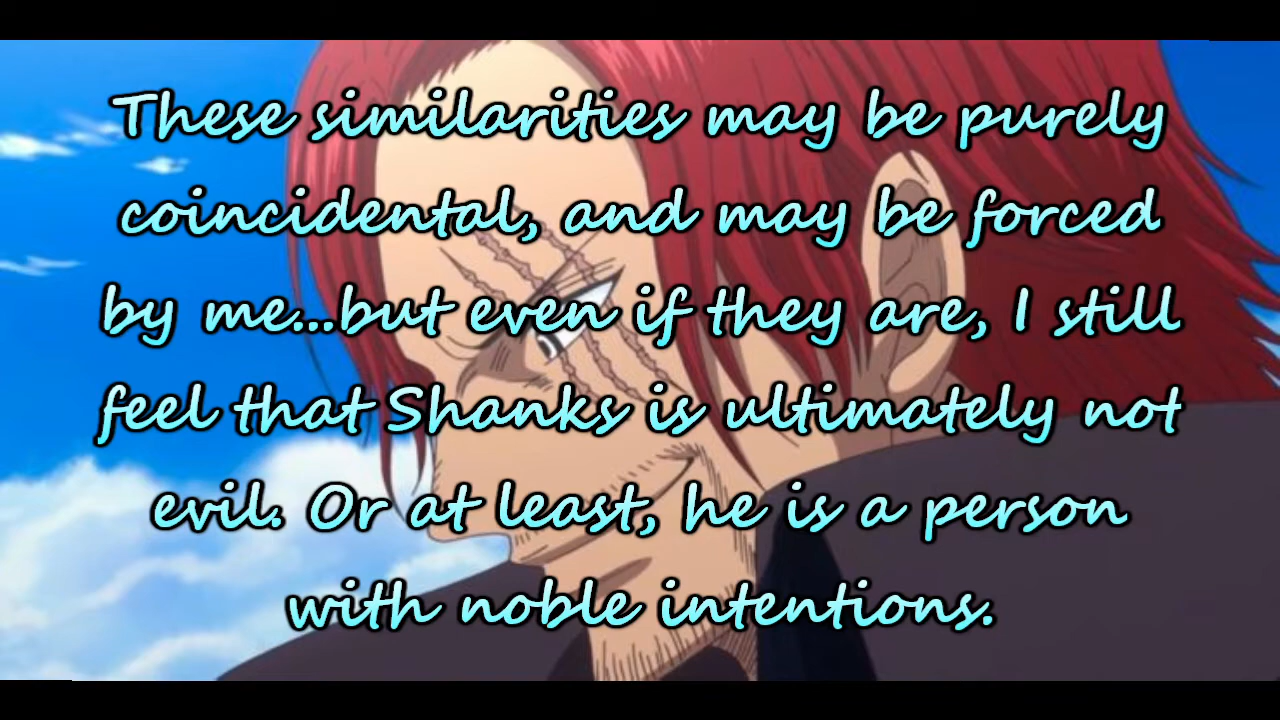 These similarities may be purely
coincidental, and may be forced
by me...but even if they are, I still
feel that Shanks is ultimately not
evil. Or at least, he is a person
with noble intentions.